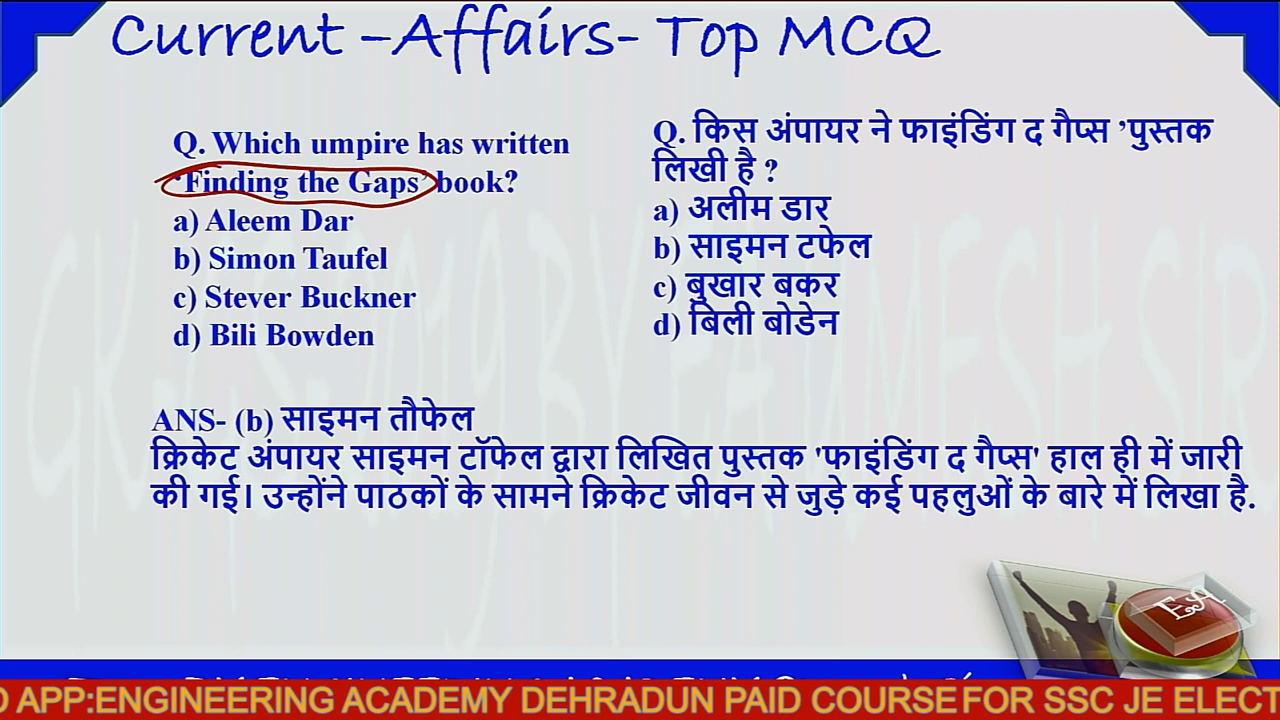 Current –Affairs- Top MCQ
Q. Which umpire has written
‘Finding the Gaps’ book?
a) Aleem Dar
b) Simon Taufel
c) Stever Buckner
d) Bili Bowden
Q. किस अंपायर ने फाइंडिंग द गैप्स ’पुस्तक
लिखी है ?
a) अलीम डार
b) साइमन टफेल
c) बुखार बकर
d) बिली बोडेन
ANS- (b) साइमन तौफेल
क्रिकेट अंपायर साइमन टॉफेल द्वारा लिखित पुस्तक 'फाइंडिंग द गैप्स' हाल ही में जारी
की गई। उन्होंने पाठकों के सामने क्रिकेट जीवन से जुड़े कई पहलुओं के बारे में लिखा है.
EA
APP:ENGINEERING ACADEMY DEHRADUN PAID COURSE FOR SSC JE ELECT